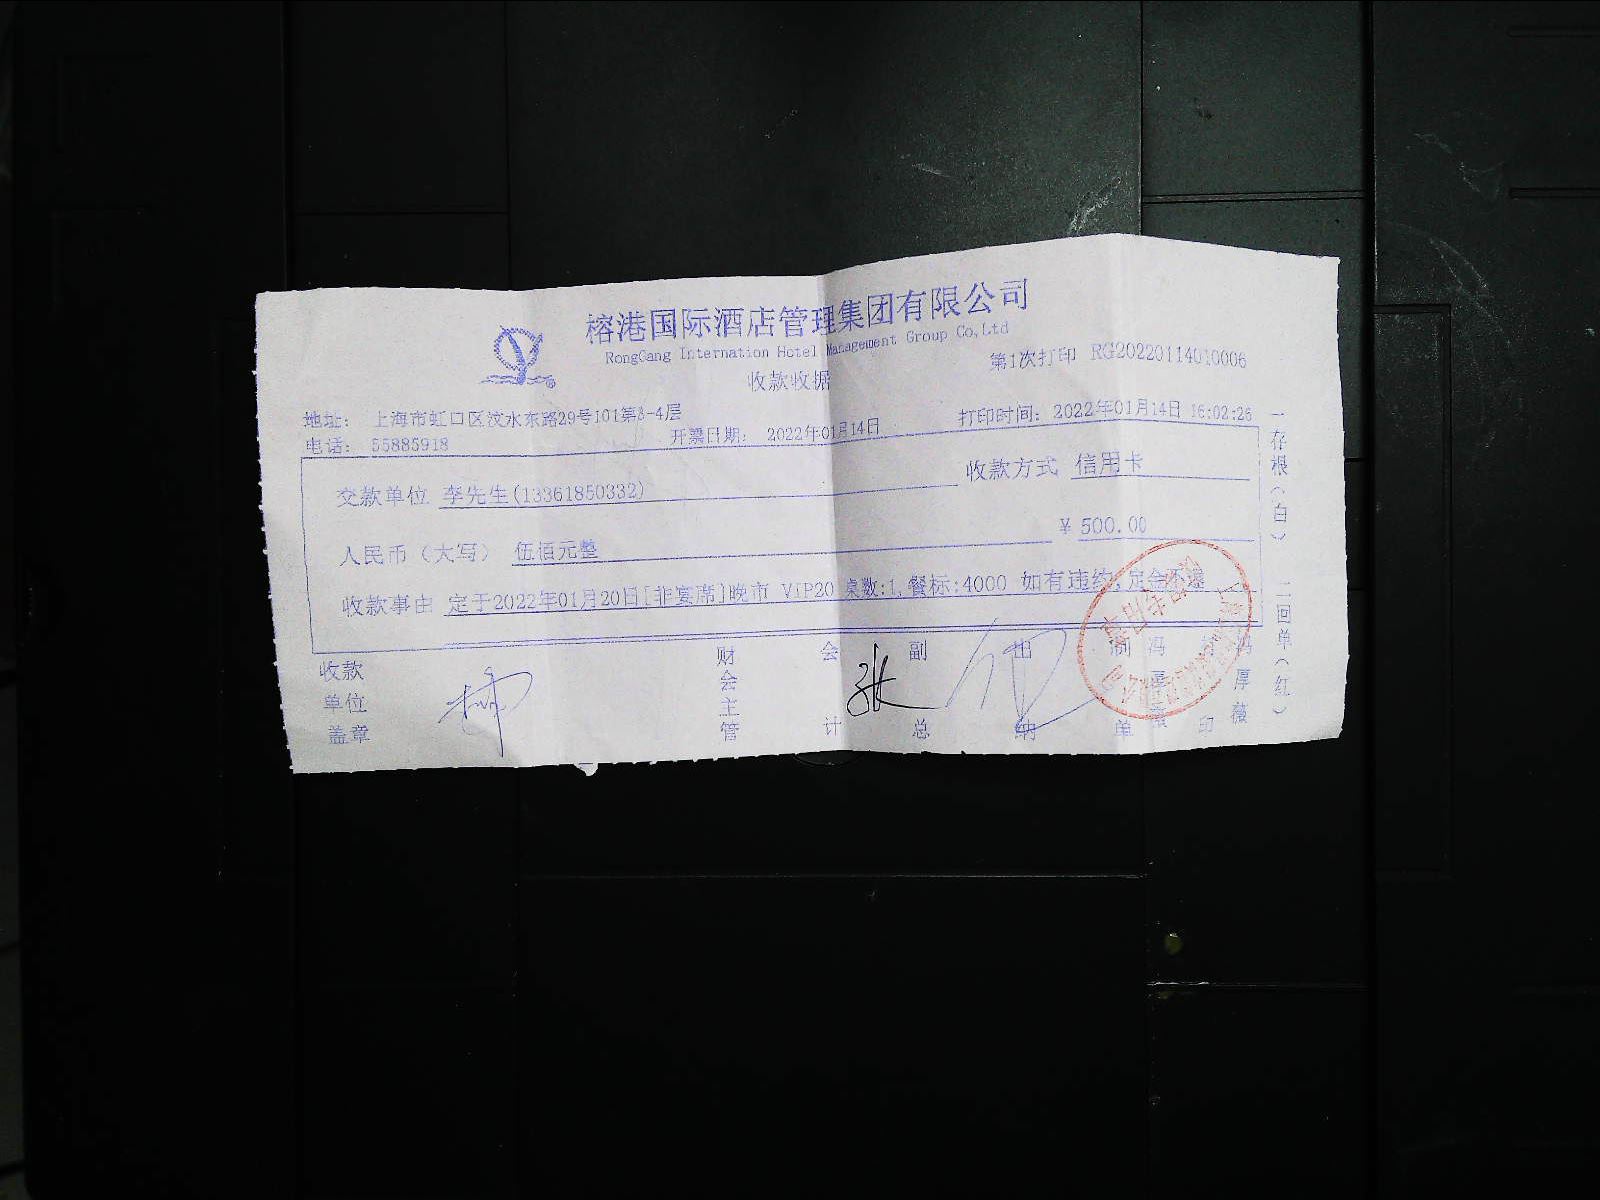 榕港国际酒店管理集团有限公司
RongGang Internation Hotel Management Group Co,Ltd
收款收据
第1次打印 RG20220114010006
地址: 上海市虹口区汶水东路29号101第3-4层
电话: 55885918
开票日期: 2022年01月14日
打印时间: 2022年01月14日 16:02:26
交款单位 李先生(13361850332)
收款方式 信用卡
人民币（大写） 伍佰元整
￥ 500.00
收款事由 定于2022年01月20日[非宴席]晚市 VIP20 桌数:1,餐标:4000 如有违约,定金不退
收款单位盖章
财会主管
会计
张
副总
出纳
制单
冯厚薇
打印
冯厚薇
一存根(白) 二回单(红)